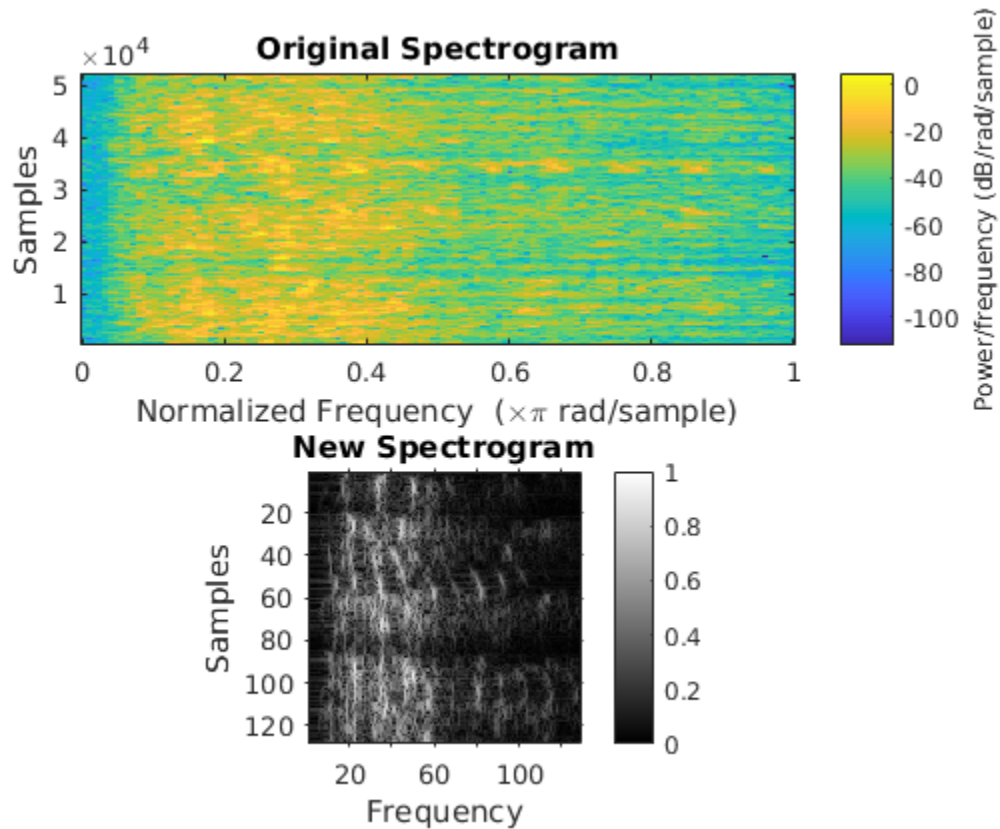 Original Spectrogram
×10⁴
5
4
3
2
1
Samples
0 0.2 0.4 0.6 0.8 1
Normalized Frequency (×π rad/sample)
0
-20
-40
-60
-80
-100
Power/frequency (dB/rad/sample)
New Spectrogram
20
40
60
80
100
120
Samples
20 60 100
Frequency
1
0.8
0.6
0.4
0.2
0